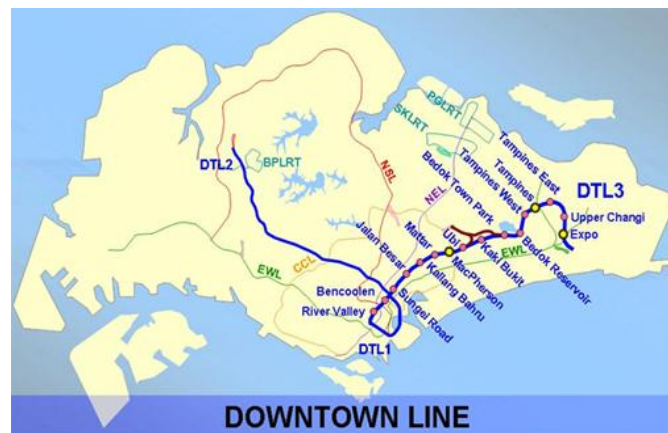 PGLRT
SKLRT
Tampines East
Tampines
Tampines West
Bedok Town Park
DTL2
BPLRT
NSL
NEL
DTL3
Upper Changi
Expo
Ubi
Mattar
Jalan Besar
EWL
CCL
EWL
Kaki Bukit
Bedok Reservoir
MacPherson
Kallang Bahru
Bencoolen
Sungei Road
River Valley
DTL1
DOWNTOWN LINE